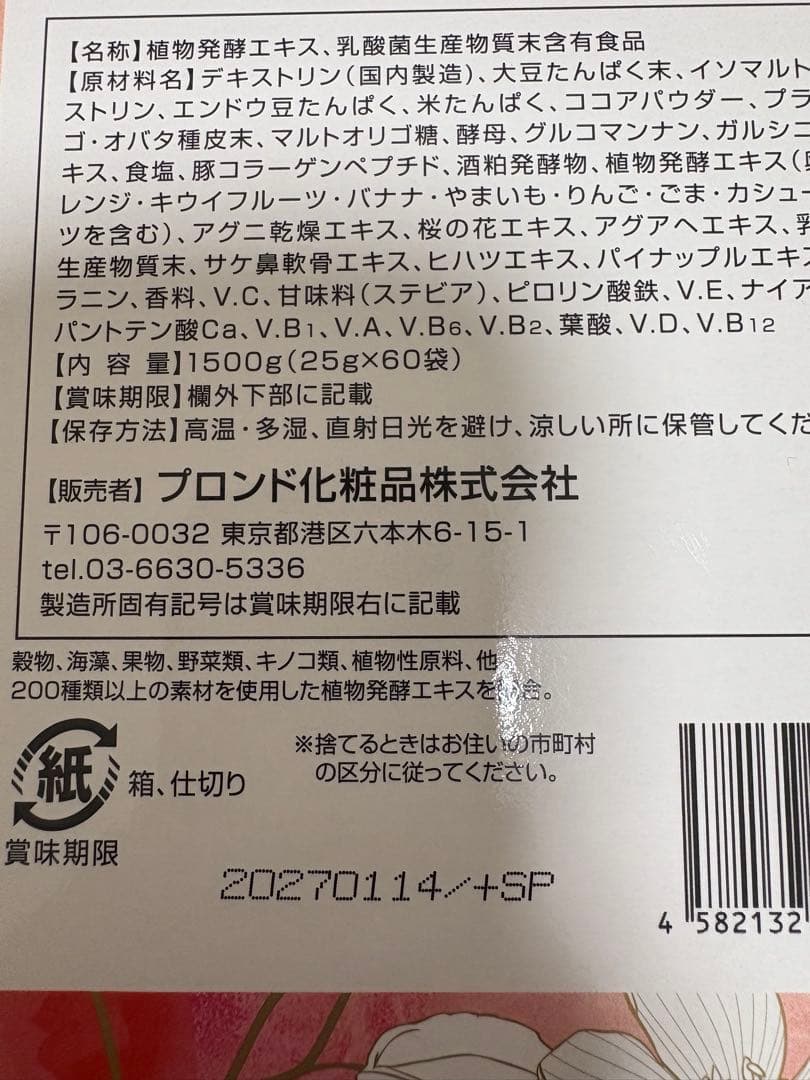 【名称】植物発酵エキス、乳酸菌生産物質末含有食品
【原材料名】デキストリン（国内製造）、大豆たんぱく末、イソマルト
ストリン、エンドウ豆たんぱく、米たんぱく、ココアパウダー、プラ
ゴ・オバタ種皮末、マルトオリゴ糖、酵母、グルコマンナン、ガルシニ
キス、食塩、豚コラーゲンペプチド、酒粕発酵物、植物発酵エキス（
レンジ・キウイフルーツ・バナナ・やまいも・りんご・ごま・カシュー
ツを含む）、アグニ乾燥エキス、桜の花エキス、アグアヘエキス、乳
生産物質末、サケ鼻軟骨エキス、ヒハツエキス、パイナップルエキス
ラニン、香料、V.C、甘味料（ステビア）、ピロリン酸鉄、V.E、ナイア
パントテン酸Ca、V.B1、V.A、V.B6、V.B2、葉酸、V.D、V.B12
【内 容 量】1500g（25g×60袋）
【賞味期限】欄外下部に記載
【保存方法】高温・多湿、直射日光を避け、涼しい所に保管してくだ
【販売者】プロンド化粧品株式会社
〒106-0032 東京都港区六本木6-15-1
tel.03-6630-5336
製造所固有記号は賞味期限右に記載
穀物、海藻、果物、野菜類、キノコ類、植物性原料、他
200種類以上の素材を使用した植物発酵エキスを配合。
紙 箱、仕切り
※捨てるときはお住いの市町村
の区分に従ってください。
賞味期限
20270114/+SP
4 582132